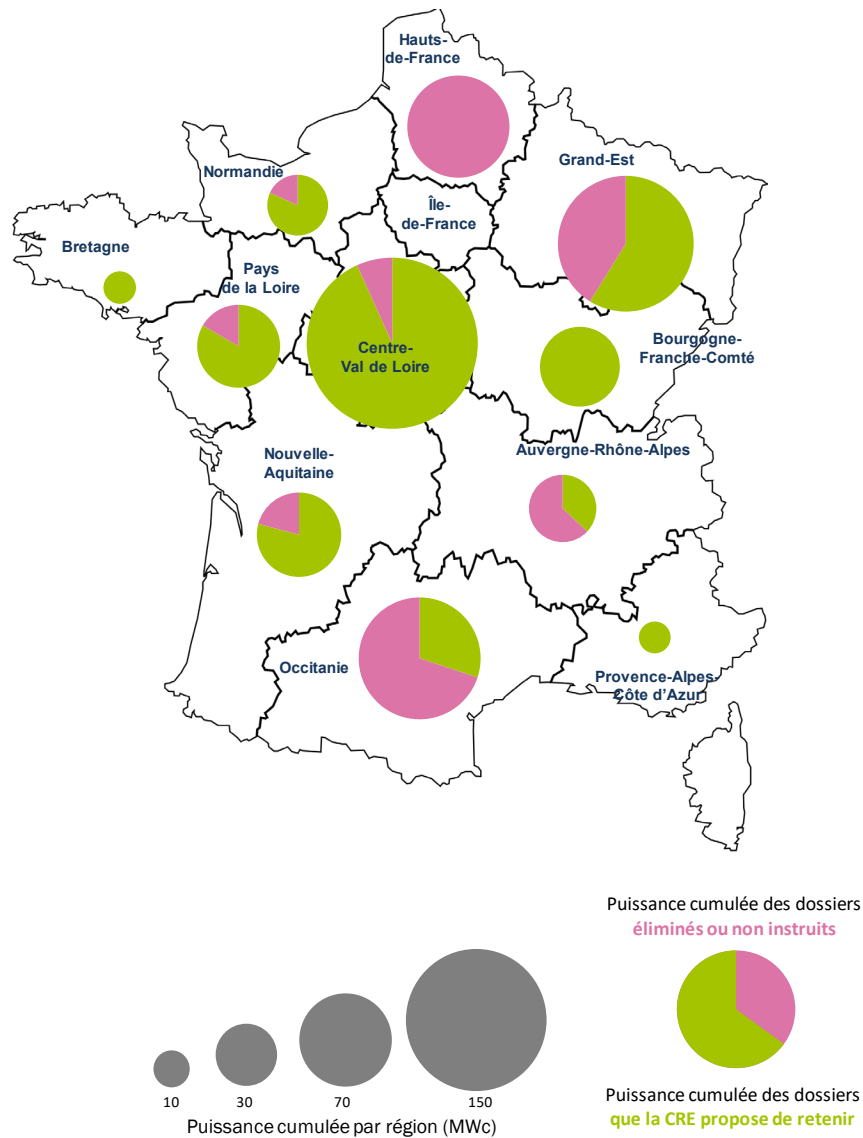 Hauts-
de-France
Normandie
Grand-Est
Île-
de-France
Bretagne
Pays
de la Loire
Centre-
Val de Loire
Bourgogne-
Franche-Comté
Nouvelle-
Aquitaine
Auvergne-Rhône-Alpes
Occitanie
Provence-Alpes-
Côte d'Azur
Puissance cumulée des dossiers
éliminés ou non instruits
10 30 70 150
Puissance cumulée par région (MWc)
Puissance cumulée des dossiers
que la CRE propose de retenir